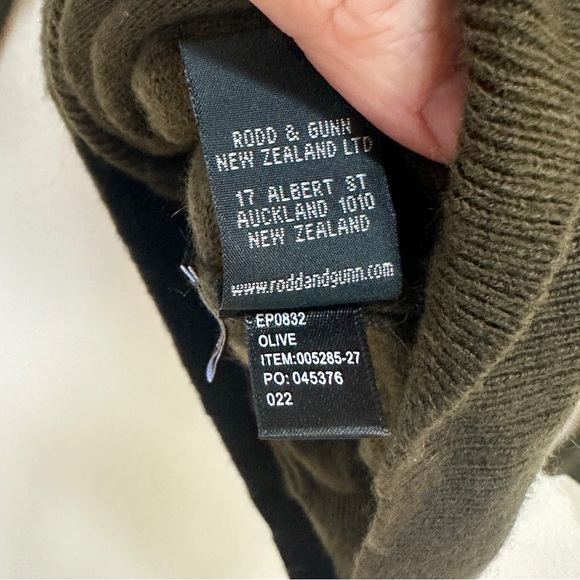 RODD & GUNN
NEW ZEALAND LTD
17 ALBERT ST
AUCKLAND 1010
NEW ZEALAND
www.roddandgunn.com
EP0832
OLIVE
ITEM:005285-27
PO: 045376
022